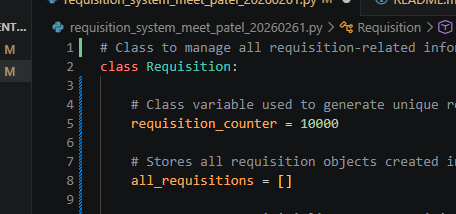 requisition_system_meet_patel_20260261.py
README.m
ENT...
requisition_system_meet_patel_20260261.py > Requisition >
M
M
1 # Class to manage all requisition-related infor
2 class Requisition:
3
4 # Class variable used to generate unique re
5 requisition_counter = 10000
6
7 # Stores all requisition objects created in
8 all_requisitions = []
9